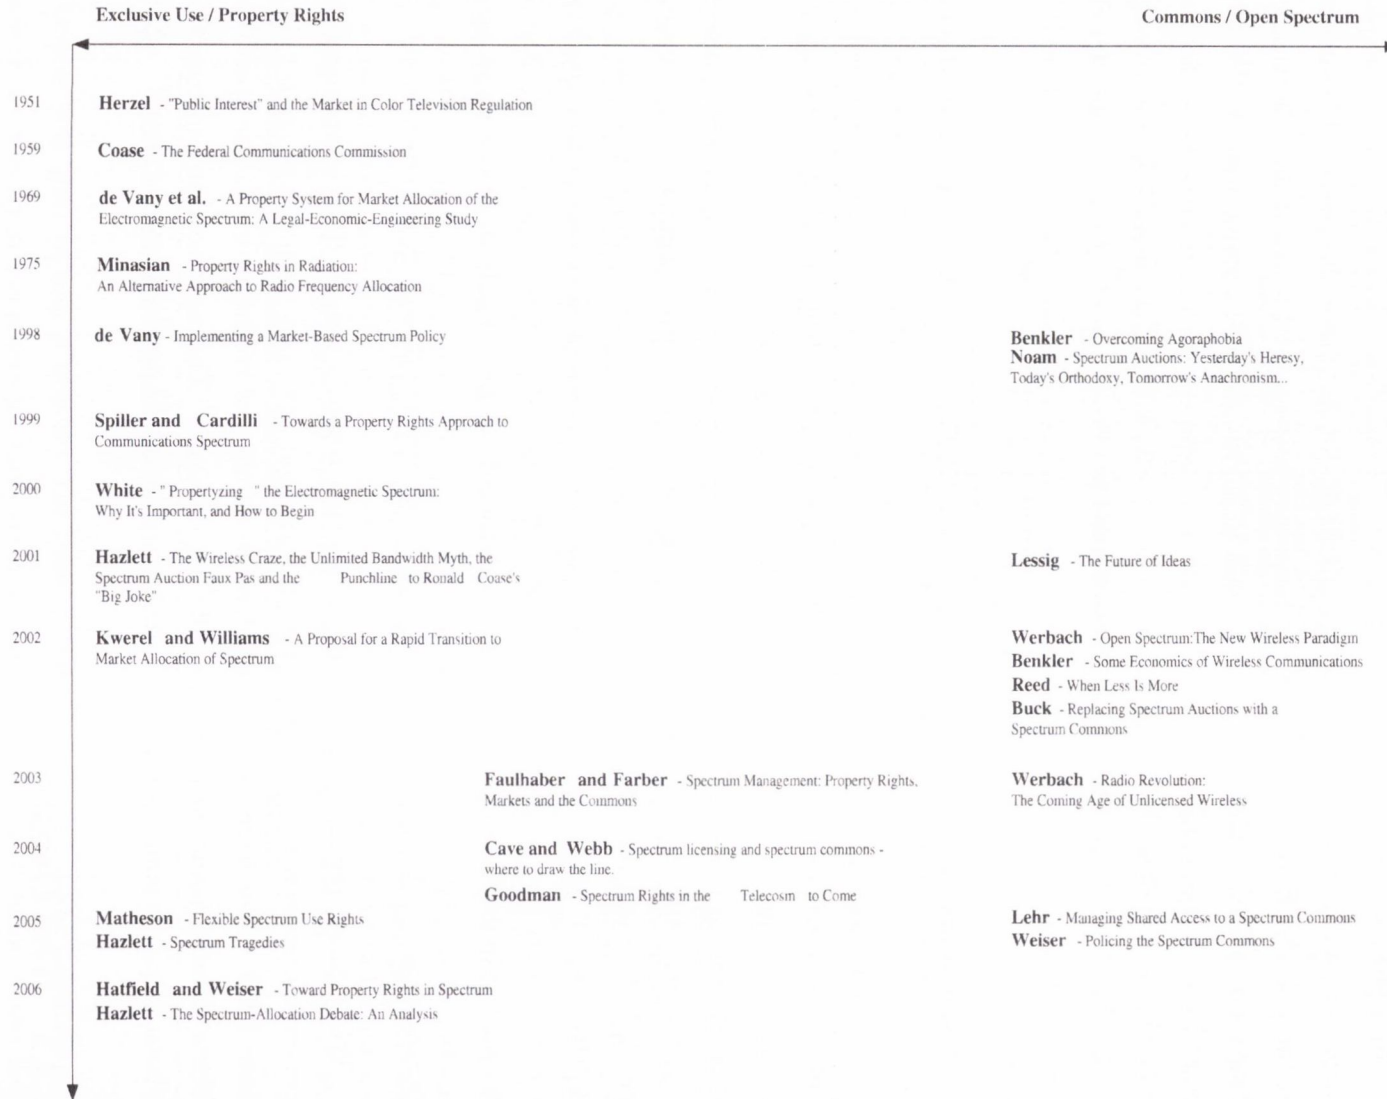 Exclusive Use / Property Rights
Commons / Open Spectrum
1951
Herzel - "Public Interest" and the Market in Color Television Regulation
1959
Coase - The Federal Communications Commission
1969
de Vany et al. - A Property System for Market Allocation of the
Electromagnetic Spectrum: A Legal-Economic-Engineering Study
1975
Minasian - Property Rights in Radiation:
An Alternative Approach to Radio Frequency Allocation
1998
de Vany - Implementing a Market-Based Spectrum Policy
Benkler - Overcoming Agoraphobia
Noam - Spectrum Auctions: Yesterday's Heresy,
Today's Orthodoxy, Tomorrow's Anachronism...
1999
Spiller and Cardilli - Towards a Property Rights Approach to
Communications Spectrum
2000
White - " Propertyzing " the Electromagnetic Spectrum:
Why It's Important, and How to Begin
2001
Hazlett - The Wireless Craze, the Unlimited Bandwidth Myth, the
Spectrum Auction Faux Pas and the Punchline to Ronald Coase's
"Big Joke"
Lessig - The Future of Ideas
2002
Kwerel and Williams - A Proposal for a Rapid Transition to
Market Allocation of Spectrum
Werbach - Open Spectrum:The New Wireless Paradigm
Benkler - Some Economics of Wireless Communications
Reed - When Less Is More
Buck - Replacing Spectrum Auctions with a
Spectrum Commons
2003
Faulhaber and Farber - Spectrum Management: Property Rights,
Markets and the Commons
Werbach - Radio Revolution:
The Coming Age of Unlicensed Wireless
2004
Cave and Webb - Spectrum licensing and spectrum commons -
where to draw the line.
Goodman - Spectrum Rights in the Telecosm to Come
2005
Matheson - Flexible Spectrum Use Rights
Hazlett - Spectrum Tragedies
Lehr - Managing Shared Access to a Spectrum Commons
Weiser - Policing the Spectrum Commons
2006
Hatfield and Weiser - Toward Property Rights in Spectrum
Hazlett - The Spectrum-Allocation Debate: An Analysis